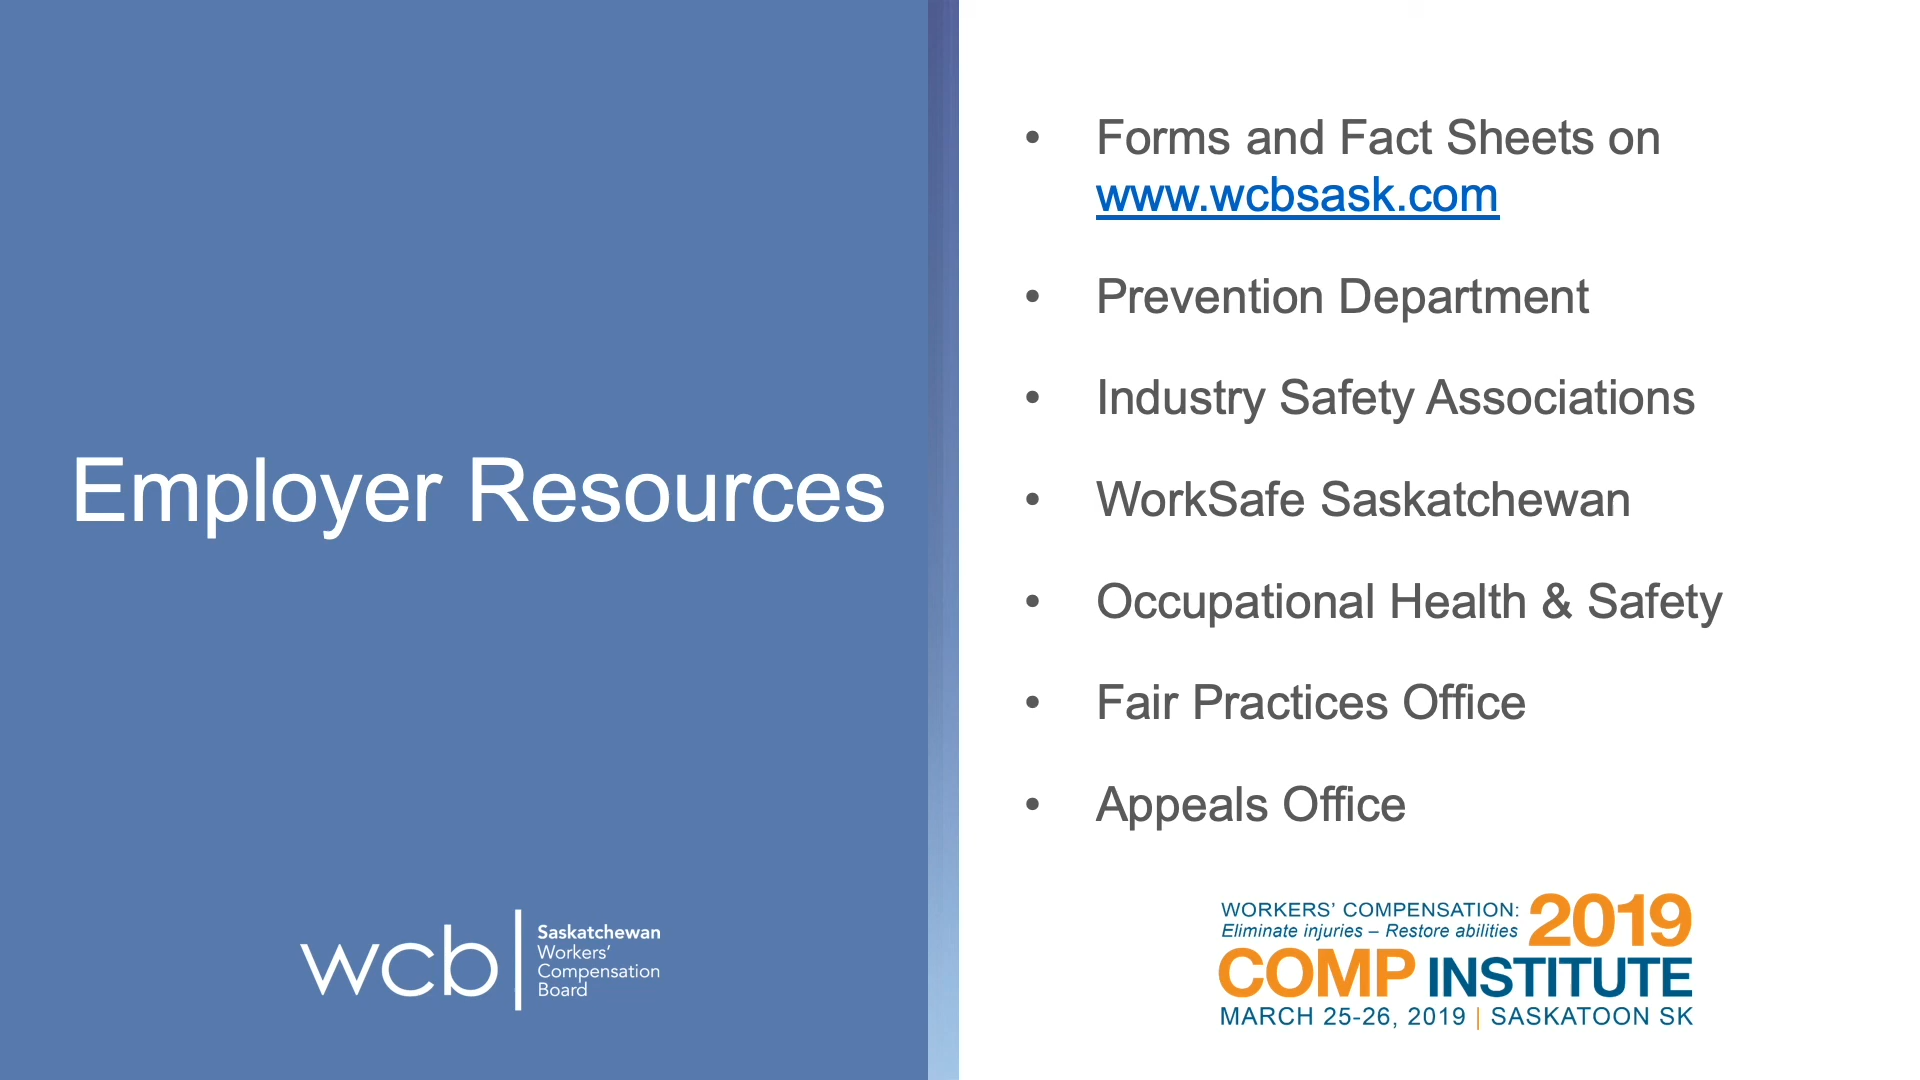 Employer Resources
wcb
Saskatchewan
Workers'
Compensation
Board
• Forms and Fact Sheets on
www.wcbsask.com
• Prevention Department
• Industry Safety Associations
• WorkSafe Saskatchewan
• Occupational Health & Safety
• Fair Practices Office
• Appeals Office
WORKERS' COMPENSATION: 2019
Eliminate injuries – Restore abilities
COMP INSTITUTE
MARCH 25-26, 2019 | SASKATOON SK